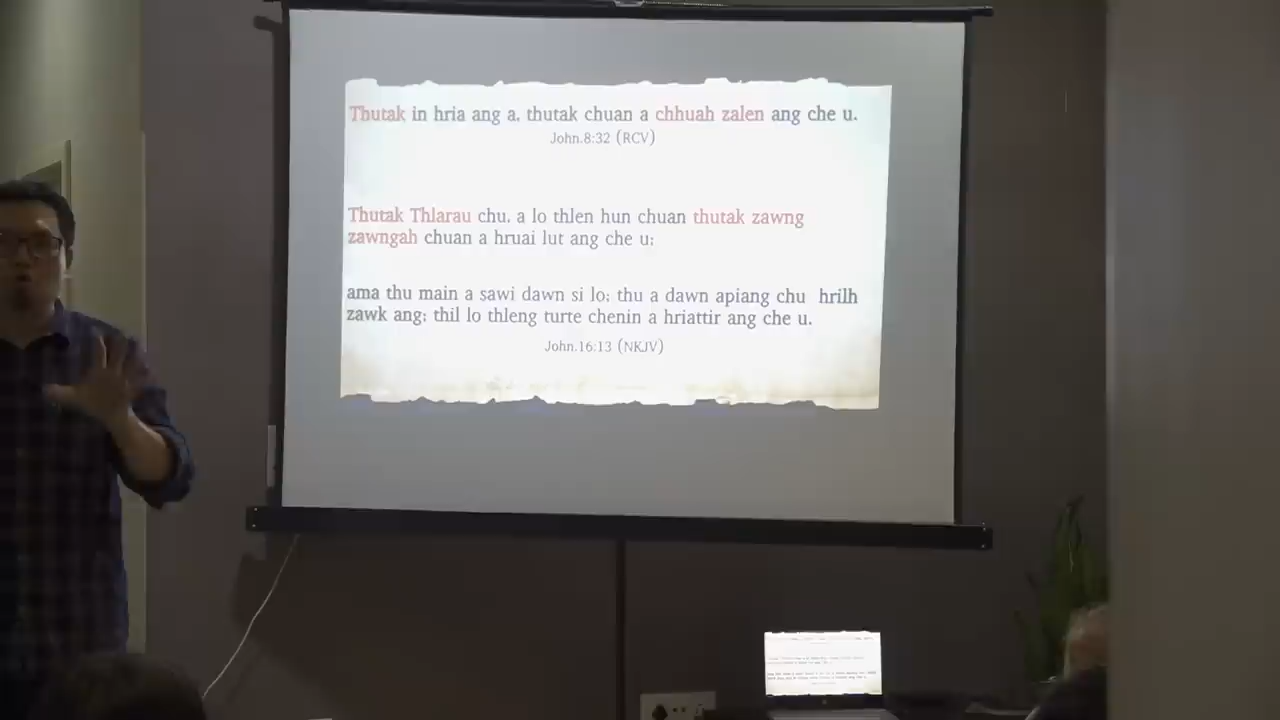 Thutak in hria ang a, thutak chuan a chhuah zalen ang che u.
John.8:32 (RCV)
Thutak Thlarau chu, a lo thlen hun chuan thutak zawng
zawngah chuan a hruai lut ang che u;
ama thu main a sawi dawn si lo; thu a dawn apiang chu hrilh
zawk ang; thil lo thleng turte chenin a hriattir ang che u.
John.16:13 (NKJV)